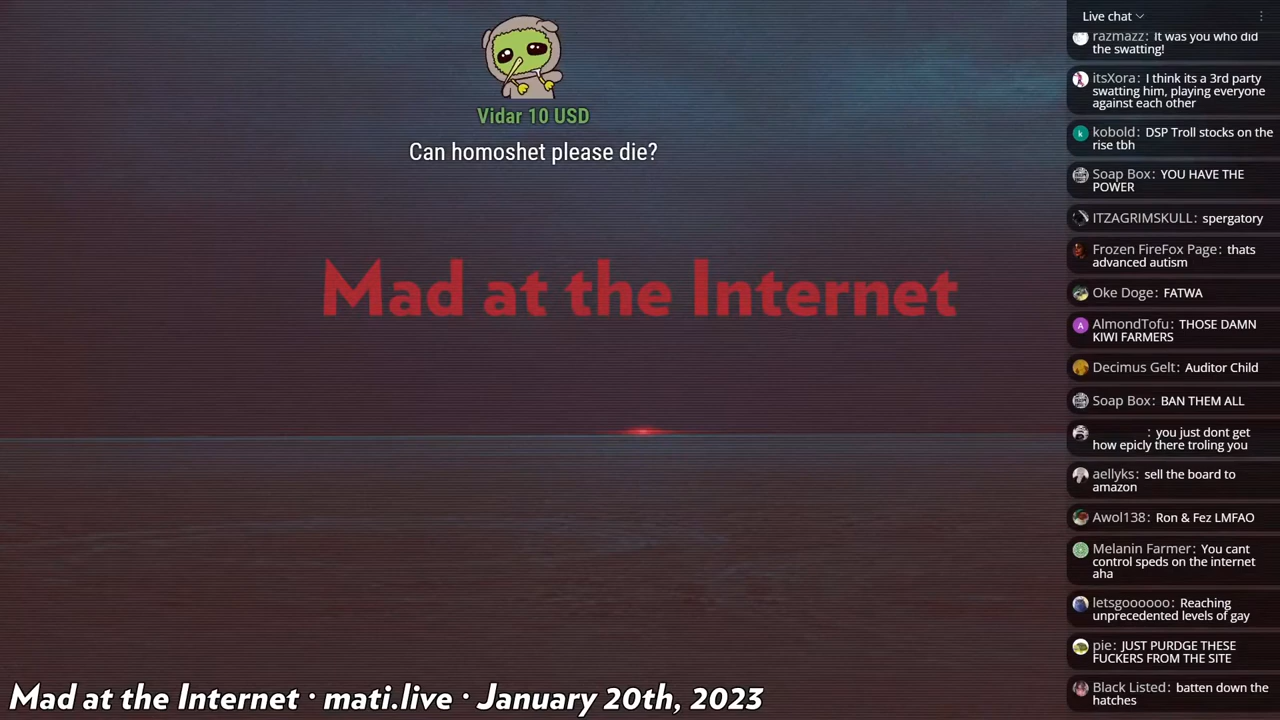 Vidar 10 USD
Can homoshet please die?
Mad at the Internet
Mad at the Internet · mati.live · January 20th, 2023
Live chat
razmazz: It was you who did
the swatting!
itsXora: I think its a 3rd party
swatting him, playing everyone
against each other
k
kobold: DSP Troll stocks on the
rise tbh
Soap Box: YOU HAVE THE
POWER
ITZAGRIMSKULL: spergatory
Frozen FireFox Page: thats
advanced autism
Oke Doge: FATWA
A
AlmondTofu: THOSE DAMN
KIWI FARMERS
Decimus Gelt: Auditor Child
Soap Box: BAN THEM ALL
: you just dont get
how epicly there troling you
aellyks: sell the board to
amazon
Awol138: Ron & Fez LMFAO
Melanin Farmer: You cant
control speds on the internet
aha
letsgoooooo: Reaching
unprecedented levels of gay
pie: JUST PURDGE THESE
FUCKERS FROM THE SITE
Black Listed: batten down the
hatches